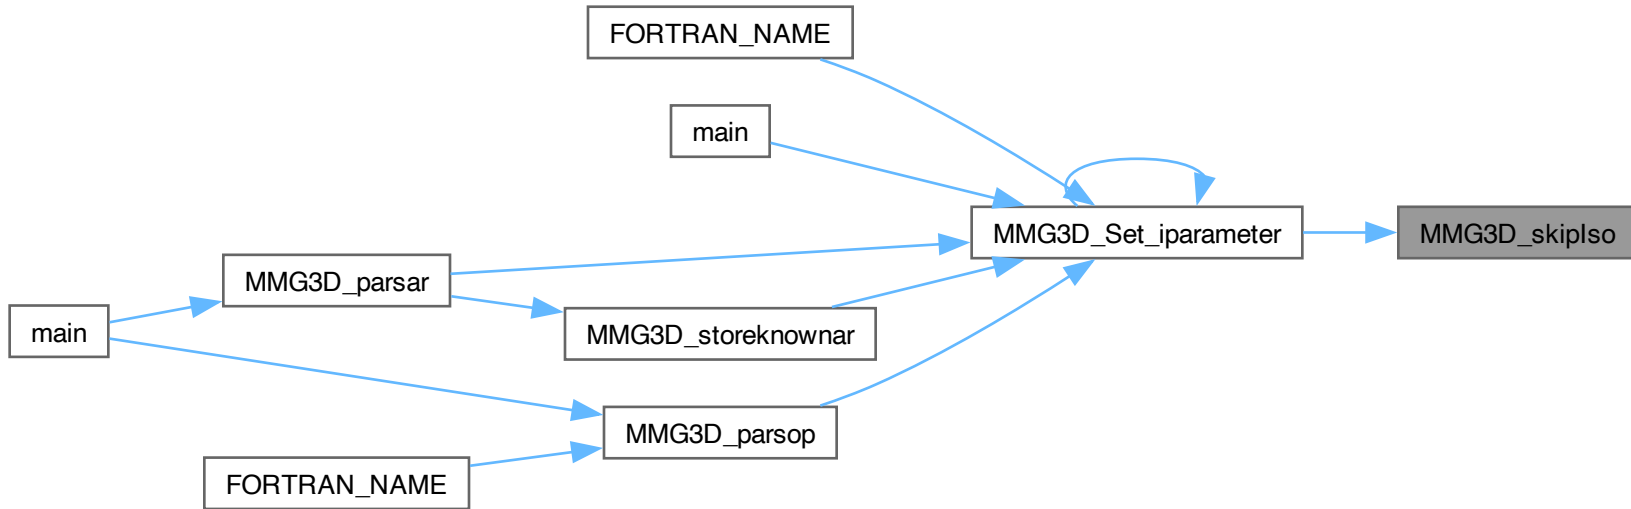 FORTRAN_NAME
main
MMG3D_Set_iparameter
MMG3D_skipIso
MMG3D_parsar
main
MMG3D_storeknownar
MMG3D_parsop
FORTRAN_NAME